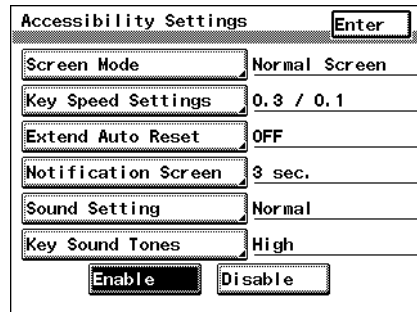 Accessibility Settings Enter
Screen Mode Normal Screen
Key Speed Settings 0.3 / 0.1
Extend Auto Reset OFF
Notification Screen 3 sec.
Sound Setting Normal
Key Sound Tones High
Enable Disable